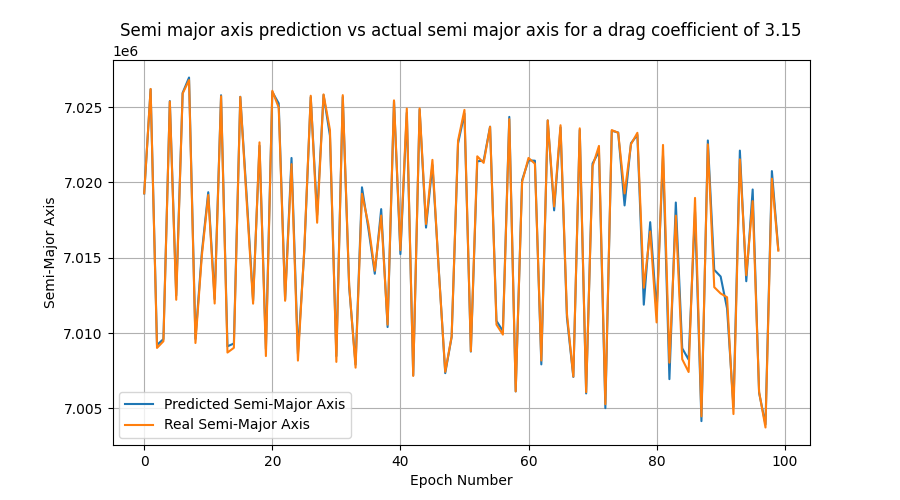 Semi major axis prediction vs actual semi major axis for a drag coefficient of 3.15
1e6
7.025
7.020
7.015
7.010
7.005
Semi-Major Axis
Predicted Semi-Major Axis
Real Semi-Major Axis
0 20 40 60 80 100
Epoch Number